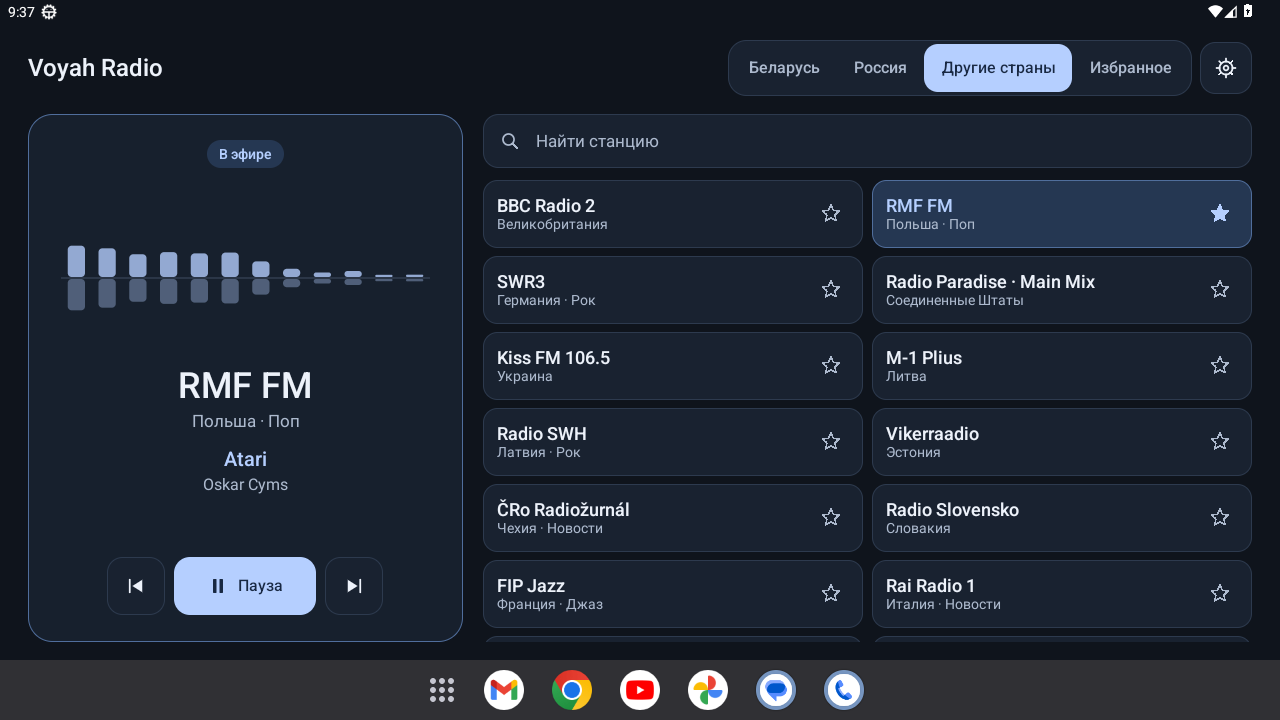 9:37
Voyah Radio
Беларусь
Россия
Другие страны
Избранное
В эфире
RMF FM
Польша · Поп
Atari
Oskar Cyms
Пауза
Найти станцию
BBC Radio 2
Великобритания
RMF FM
Польша · Поп
SWR3
Германия · Рок
Radio Paradise · Main Mix
Соединенные Штаты
Kiss FM 106.5
Украина
M-1 Plius
Литва
Radio SWH
Латвия · Рок
Vikerraadio
Эстония
ČRo Radiožurnál
Чехия · Новости
Radio Slovensko
Словакия
FIP Jazz
Франция · Джаз
Rai Radio 1
Италия · Новости